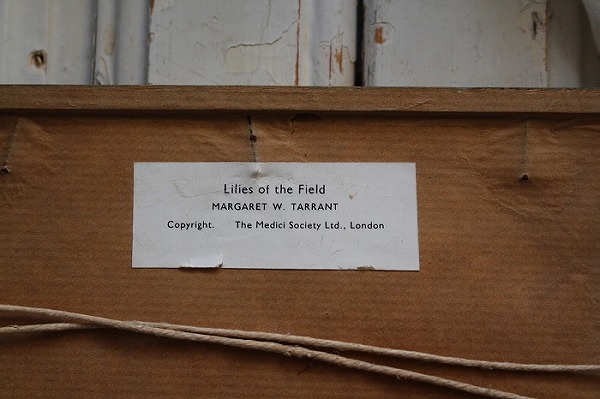 Lilies of the Field
MARGARET W. TARRANT
Copyright. The Medici Society Ltd., London